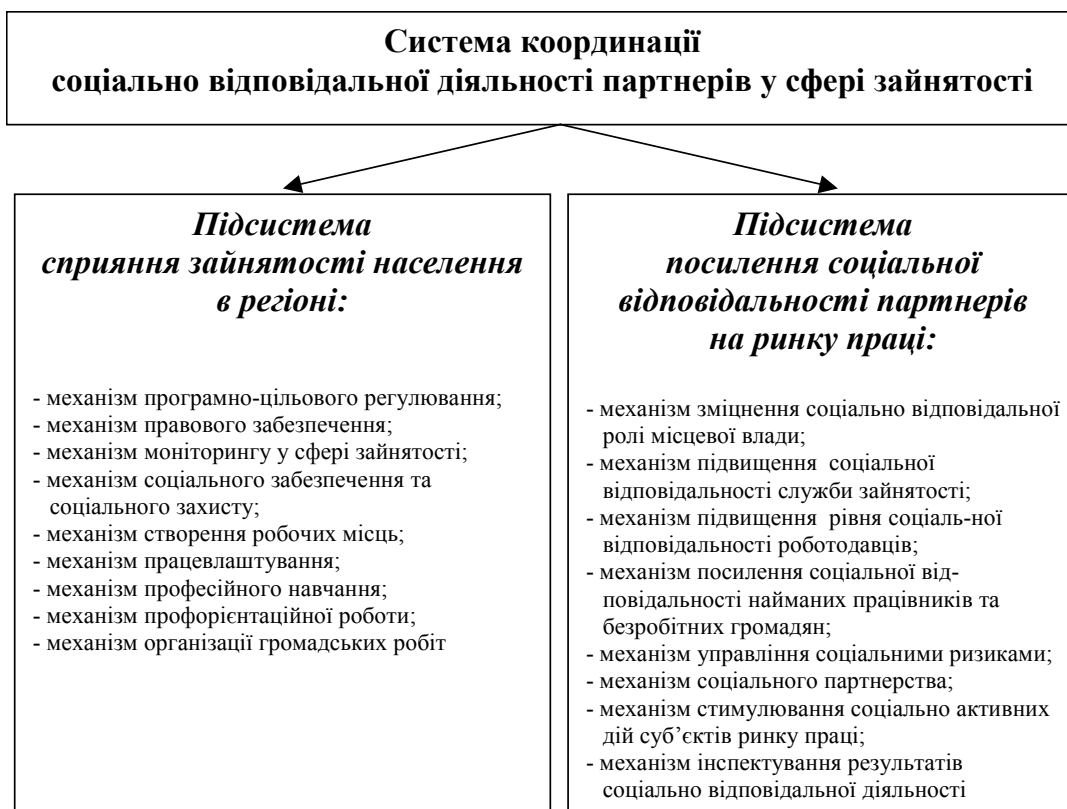 Система координації
соціально відповідальної діяльності партнерів у сфері зайнятості
Підсистема
сприяння зайнятості населення
в регіоні:
- механізм програмно-цільового регулювання;
- механізм правового забезпечення;
- механізм моніторингу у сфері зайнятості;
- механізм соціального забезпечення та
соціального захисту;
- механізм створення робочих місць;
- механізм працевлаштування;
- механізм професійного навчання;
- механізм профорієнтаційної роботи;
- механізм організації громадських робіт
Підсистема
посилення соціальної
відповідальності партнерів
на ринку праці:
- механізм зміцнення соціально відповідальної
ролі місцевої влади;
- механізм підвищення  соціальної
відповідальності служби зайнятості;
- механізм підвищення  рівня соціаль-ної
відповідальності роботодавців;
- механізм посилення соціальної від-
повідальності найманих працівників та
безробітних громадян;
- механізм управління соціальними ризиками;
- механізм соціального партнерства;
- механізм стимулювання соціально активних
дій суб’єктів ринку праці;
- механізм інспектування результатів
соціально відповідальної діяльності